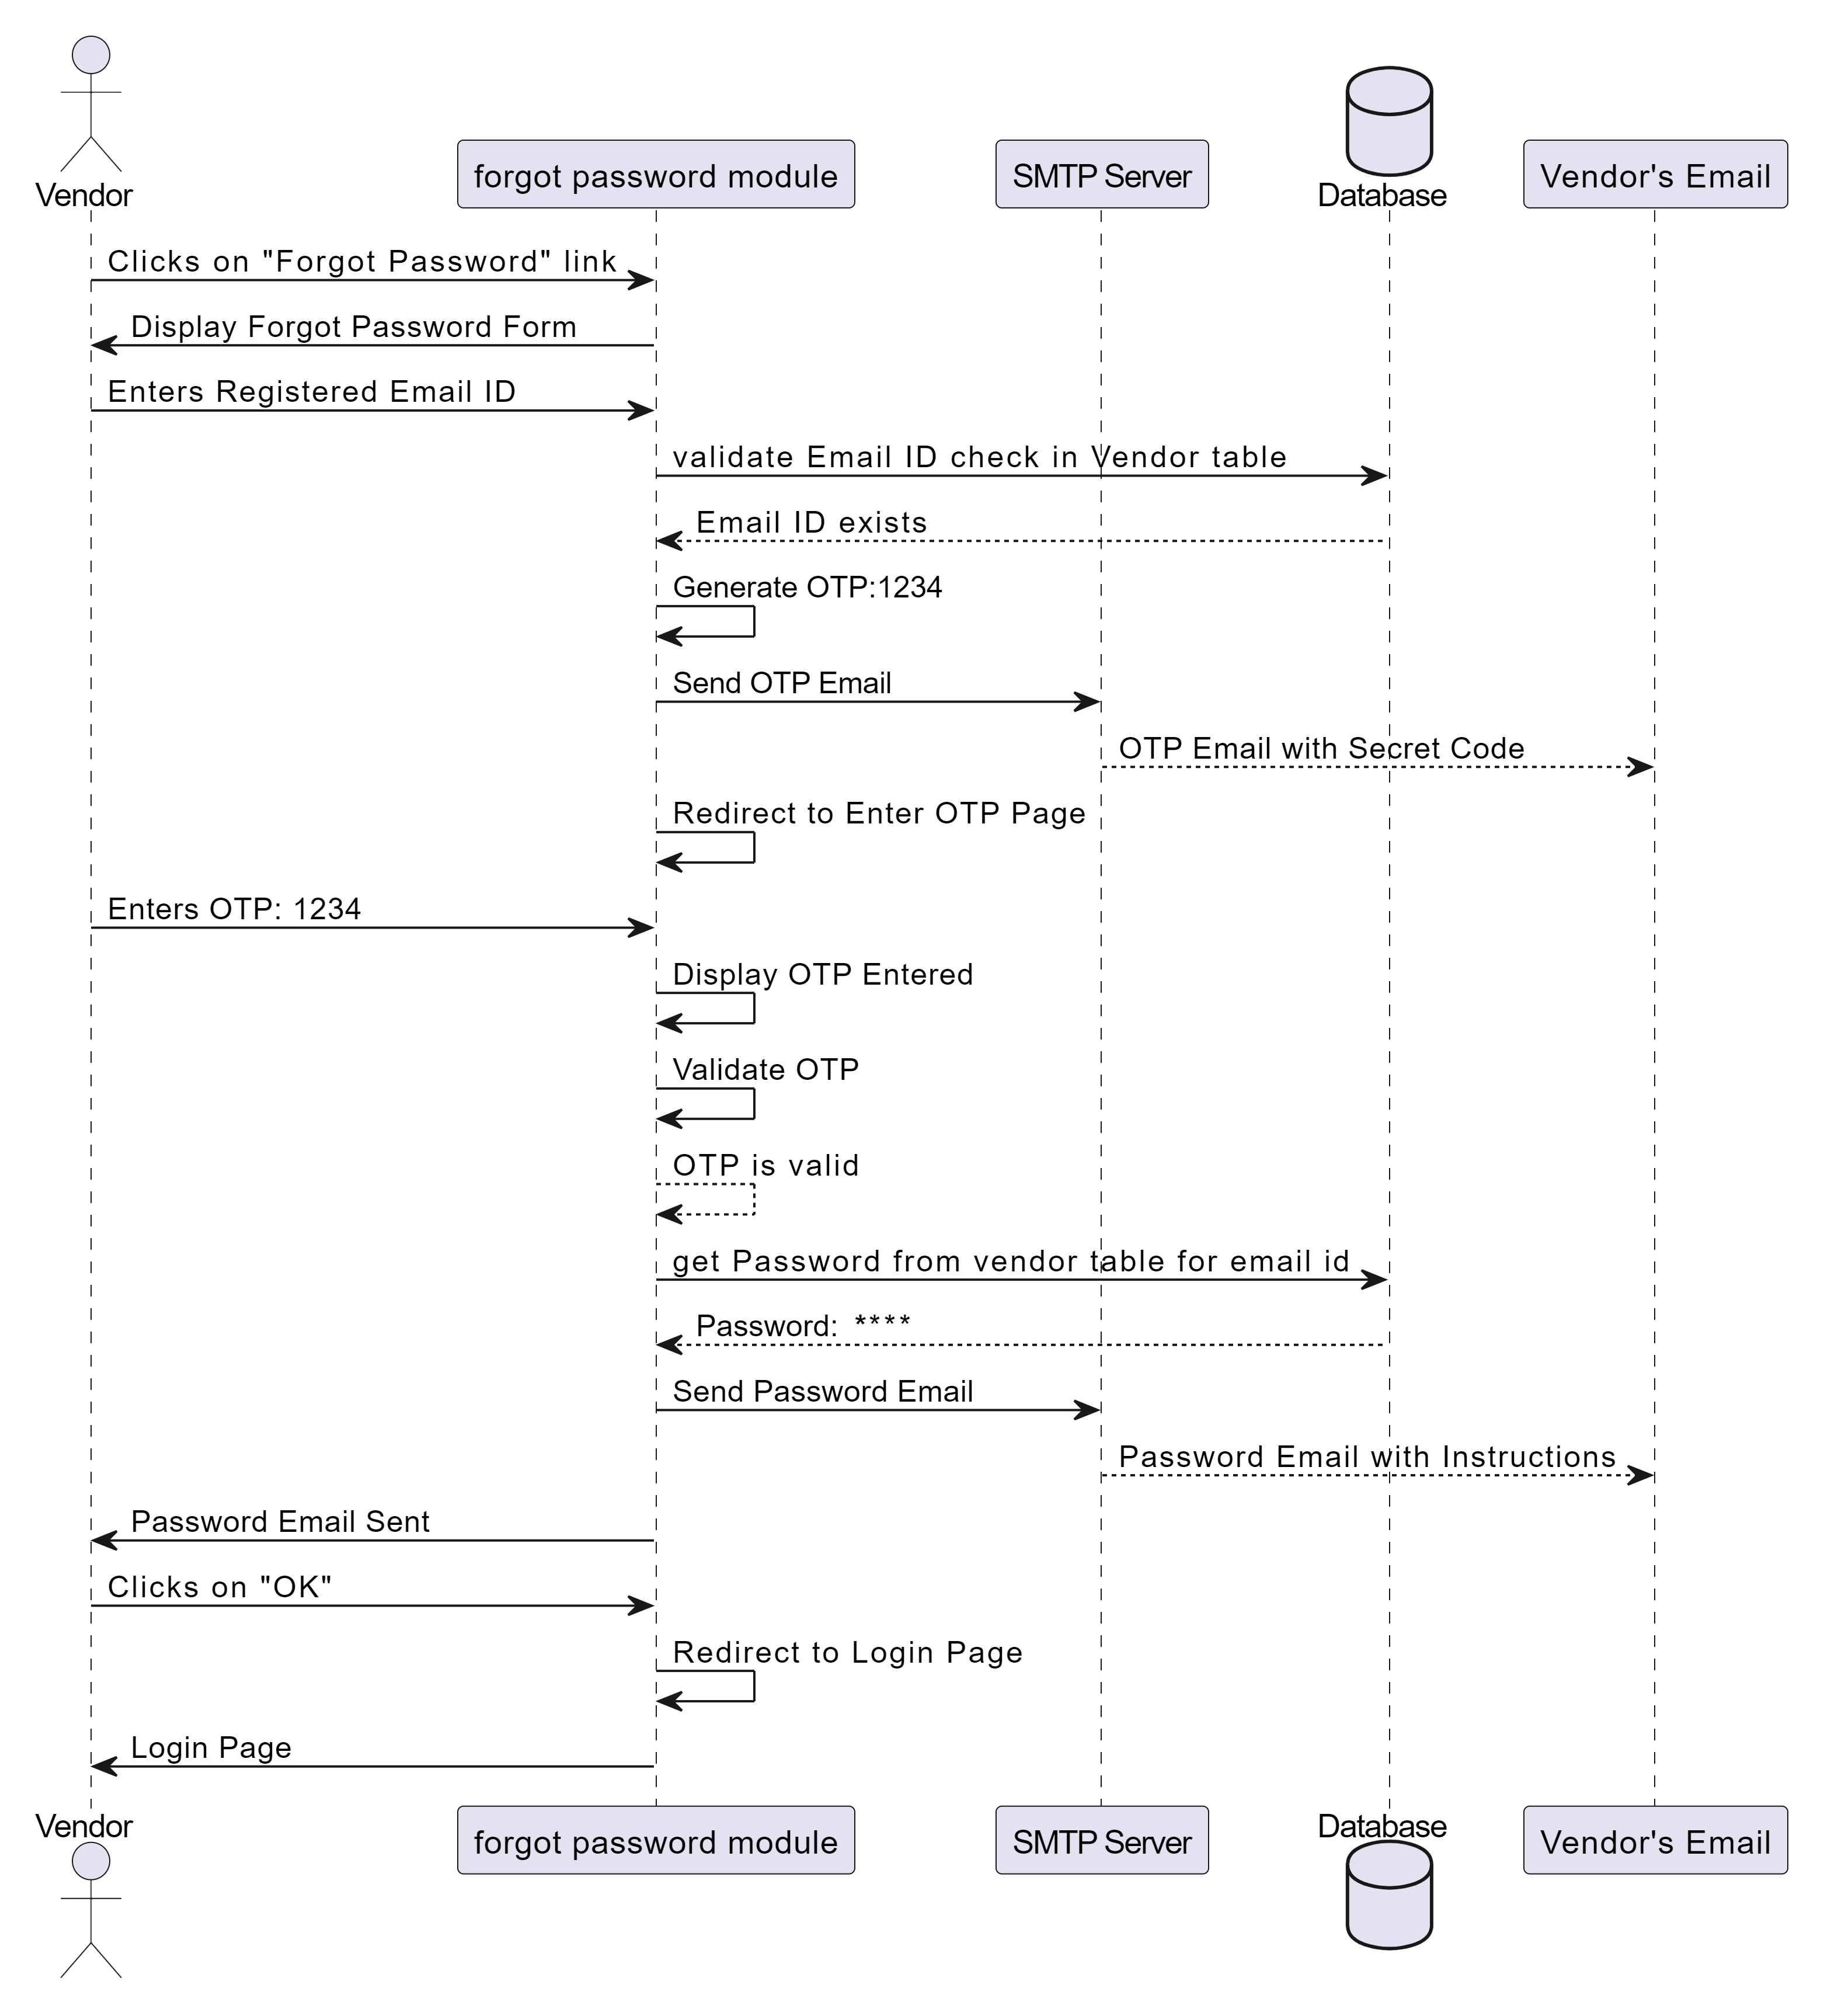 Vendor
forgot password module
SMTP Server
Database
Vendor's Email
Clicks on "Forgot Password" link
Display Forgot Password Form
Enters Registered Email ID
validate Email ID check in Vendor table
Email ID exists
Generate OTP:1234
Send OTP Email
OTP Email with Secret Code
Redirect to Enter OTP Page
Enters OTP: 1234
Display OTP Entered
Validate OTP
OTP is valid
get Password from vendor table for email id
Password: ****
Send Password Email
Password Email with Instructions
Password Email Sent
Clicks on "OK"
Redirect to Login Page
Login Page
Vendor
forgot password module
SMTP Server
Database
Vendor's Email